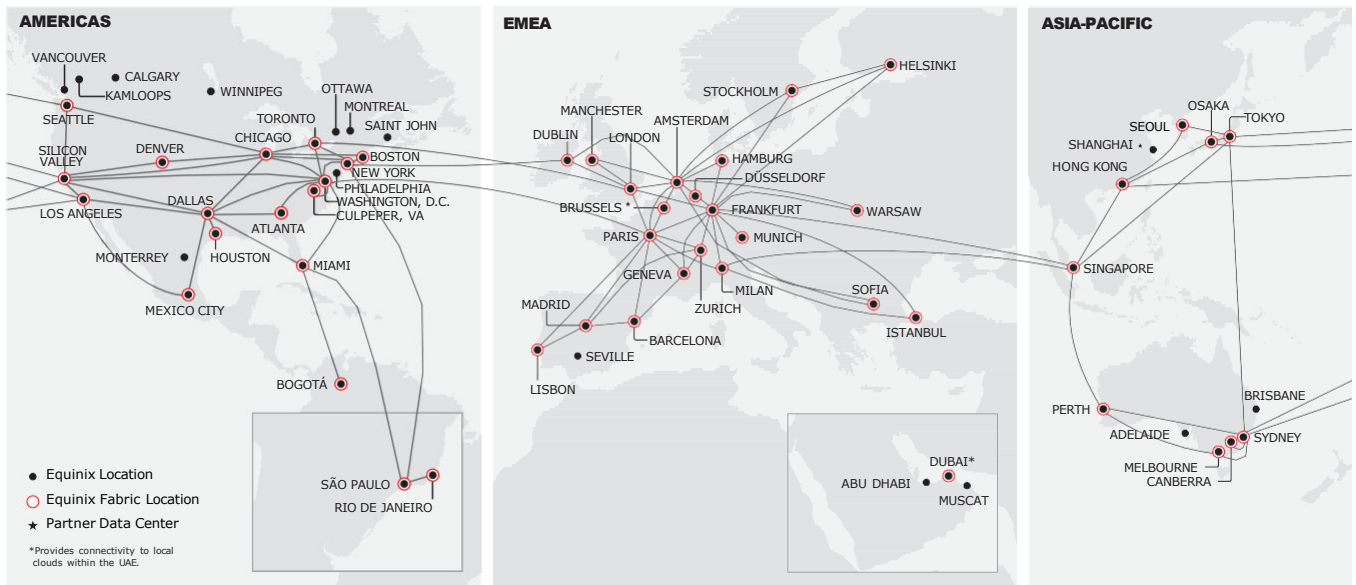 AMERICAS
VANCOUVER
CALGARY
KAMLOOPS
WINNIPEG
OTTAWA
MONTREAL
SAINT JOHN
SEATTLE
TORONTO
CHICAGO
SILICON
VALLEY
DENVER
BOSTON
NEW YORK
PHILADELPHIA
WASHINGTON, D.C.
CULPEPER, VA
LOS ANGELES
DALLAS
ATLANTA
HOUSTON
MONTERREY
MIAMI
MEXICO CITY
BOGOTÁ
SÃO PAULO
RIO DE JANEIRO
Equinix Location
Equinix Fabric Location
★ Partner Data Center
*Provides connectivity to local
clouds within the UAE.
EMEA
HELSINKI
STOCKHOLM
MANCHESTER
AMSTERDAM
DUBLIN
LONDON
HAMBURG
DÜSSELDORF
BRUSSELS ★
FRANKFURT
WARSAW
PARIS
MUNICH
GENEVA
MILAN
SOFIA
MADRID
ZURICH
ISTANBUL
BARCELONA
SEVILLE
LISBON
DUBAI*
ABU DHABI
MUSCAT
ASIA-PACIFIC
OSAKA
TOKYO
SEOUL
SHANGHAI ★
HONG KONG
SINGAPORE
BRISBANE
PERTH
ADELAIDE
SYDNEY
MELBOURNE
CANBERRA